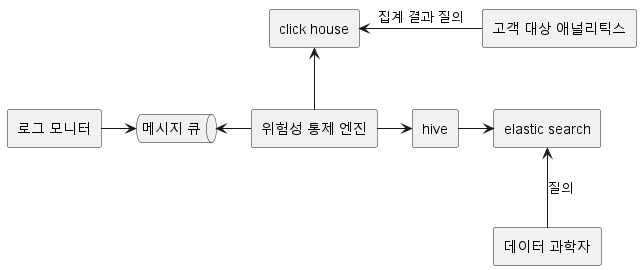 click house
집계 결과 질의
고객 대상 애널리틱스
로그 모니터
메시지 큐
위험성 통제 엔진
hive
elastic search
질의
데이터 과학자